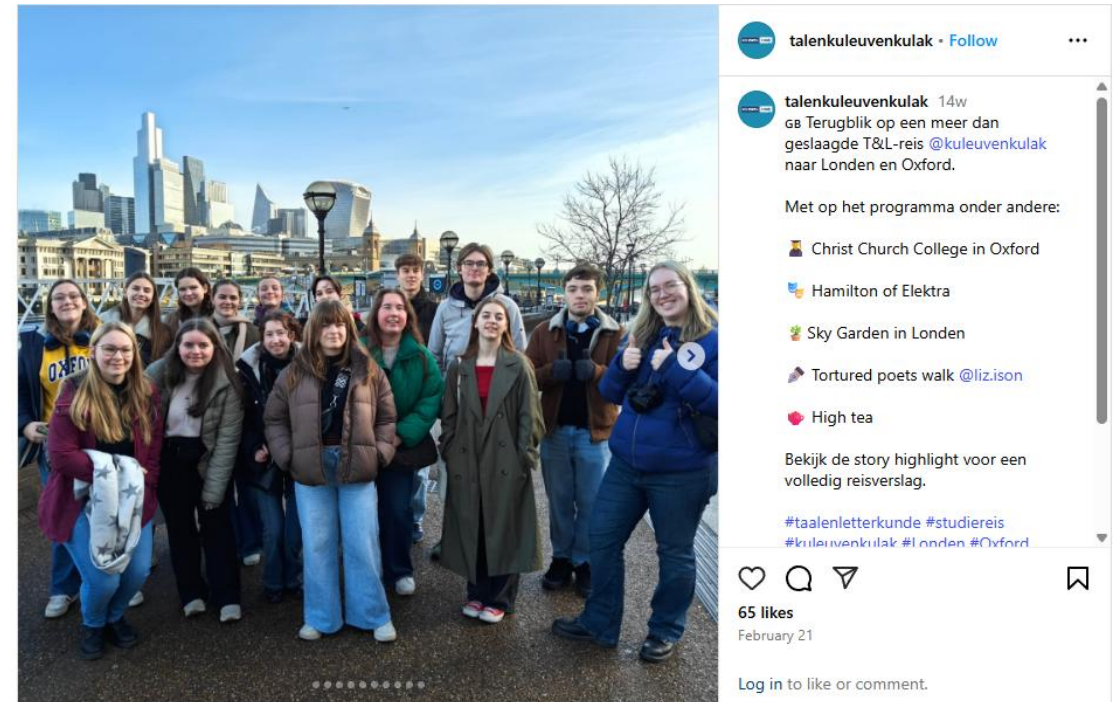 talenkuleuvenkulak • Follow
talenkuleuvenkulak 14w
GB Terugblik op een meer dan
geslaagde T&L-reis @kuleuvenkulak
naar Londen en Oxford.
Met op het programma onder andere:
Christ Church College in Oxford
Hamilton of Elektra
Sky Garden in Londen
Tortured poets walk @liz.ison
High tea
Bekijk de story highlight voor een
volledig reisverslag.
#taalenletterkunde #studiereis
#kuleuvenkulak #Londen #Oxford
65 likes
February 21
Log in to like or comment.